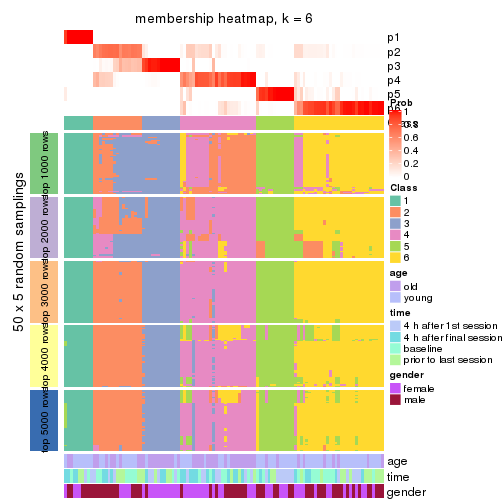 membership heatmap, k = 6
p1
p2
p3
p4
p5
p6
Prob
1
0.8
0.6
0.4
0.2
0
Class
1
2
3
4
5
6
age
old
young
time
4 h after 1st session
4 h after final session
baseline
prior to last session
gender
female
male
50 x 5 random samplings
top 1000 rows
top 2000 rows
top 3000 rows
top 4000 rows
top 5000 rows
age
time
gender